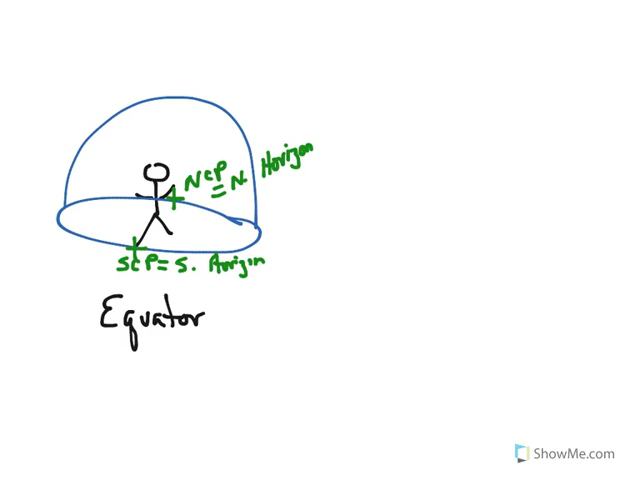 NCP = N. Horizon
SCP = S. Horizon
Equator
ShowMe.com